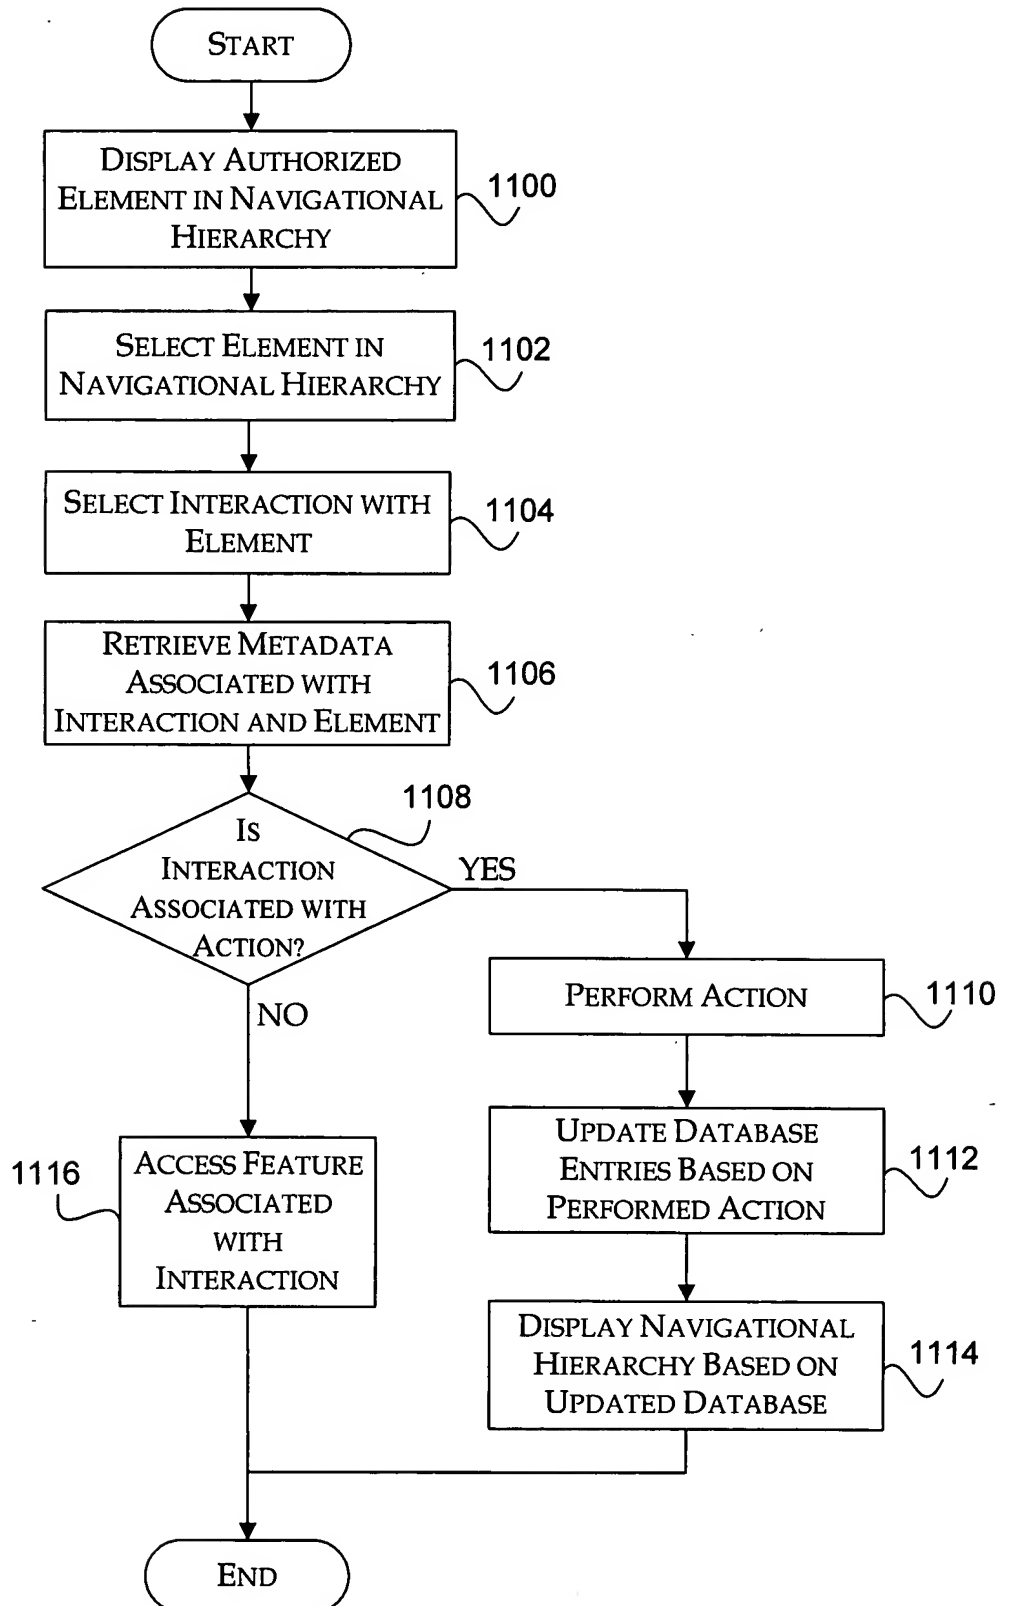 START
DISPLAY AUTHORIZED
ELEMENT IN NAVIGATIONAL
HIERARCHY
1100
SELECT ELEMENT IN
NAVIGATIONAL HIERARCHY
1102
SELECT INTERACTION WITH
ELEMENT
1104
RETRIEVE METADATA
ASSOCIATED WITH
INTERACTION AND ELEMENT
1106
1108
IS
INTERACTION
ASSOCIATED WITH
ACTION?
YES
NO
PERFORM ACTION
1110
UPDATE DATABASE
ENTRIES BASED ON
PERFORMED ACTION
1112
1116
ACCESS FEATURE
ASSOCIATED
WITH
INTERACTION
DISPLAY NAVIGATIONAL
HIERARCHY BASED ON
UPDATED DATABASE
1114
END